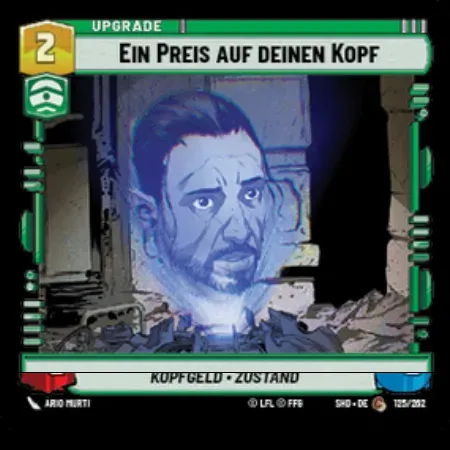 UPGRADE
2
EIN PREIS AUF DEINEN KOPF
KOPFGELD • ZUSTAND
ARIO MURTI
Ⓒ LFL Ⓒ FFG
SHD • DE
125/262